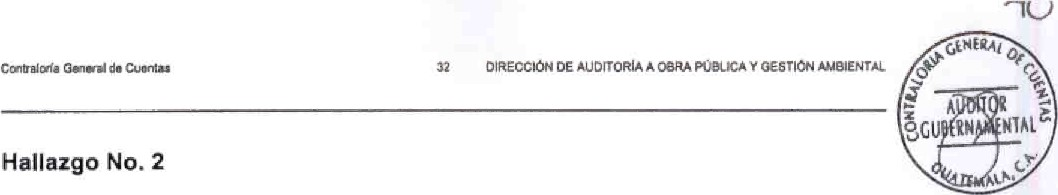 Contraloría General de Cuentas 32 DIRECCIÓN DE AUDITORÍA A OBRA PÚBLICA Y GESTIÓN AMBIENTAL
CONTRALORIA GENERAL DE CUENTAS
AUDITOR
GUBERNAMENTAL
GUATEMALA, C.A.
Hallazgo No. 2